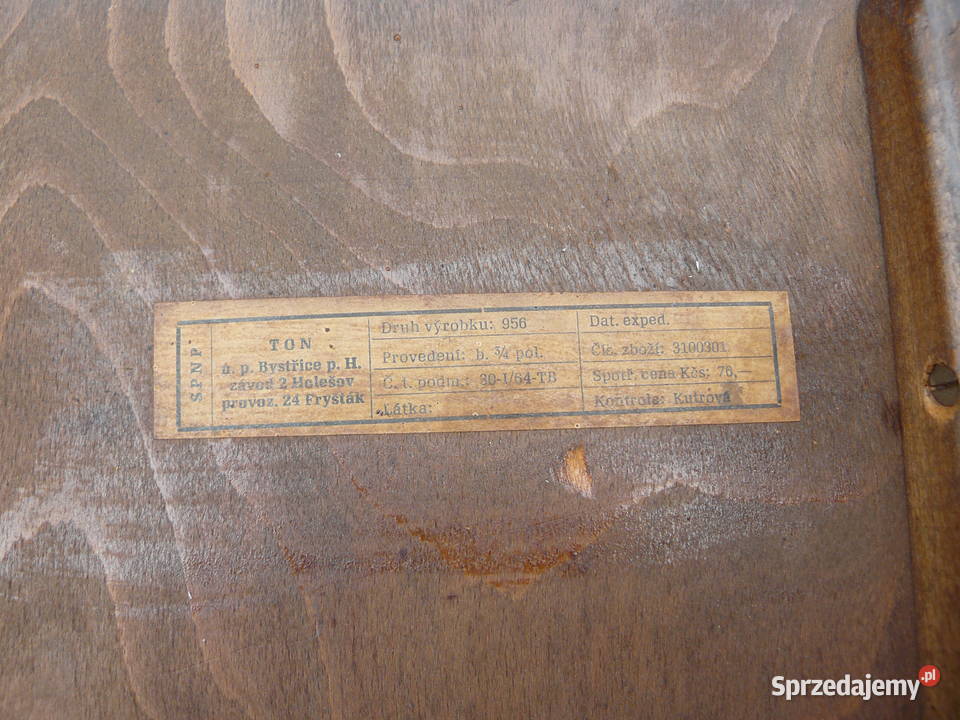 SPNP
TON
ń. p. Bystřice p. H.
závod 2 Holešov
provoz. 24 Fryšták
Druh výrobku: 956
Provedení: b. ¾ pol.
Č. t. podm.: 30-1/64-TB
Látka:
Dat. exped.
Čís. zboží: 3100301
Spotř. cena Kčs: 76,—
Kontrola: Kutrová
Sprzedajemy.pl